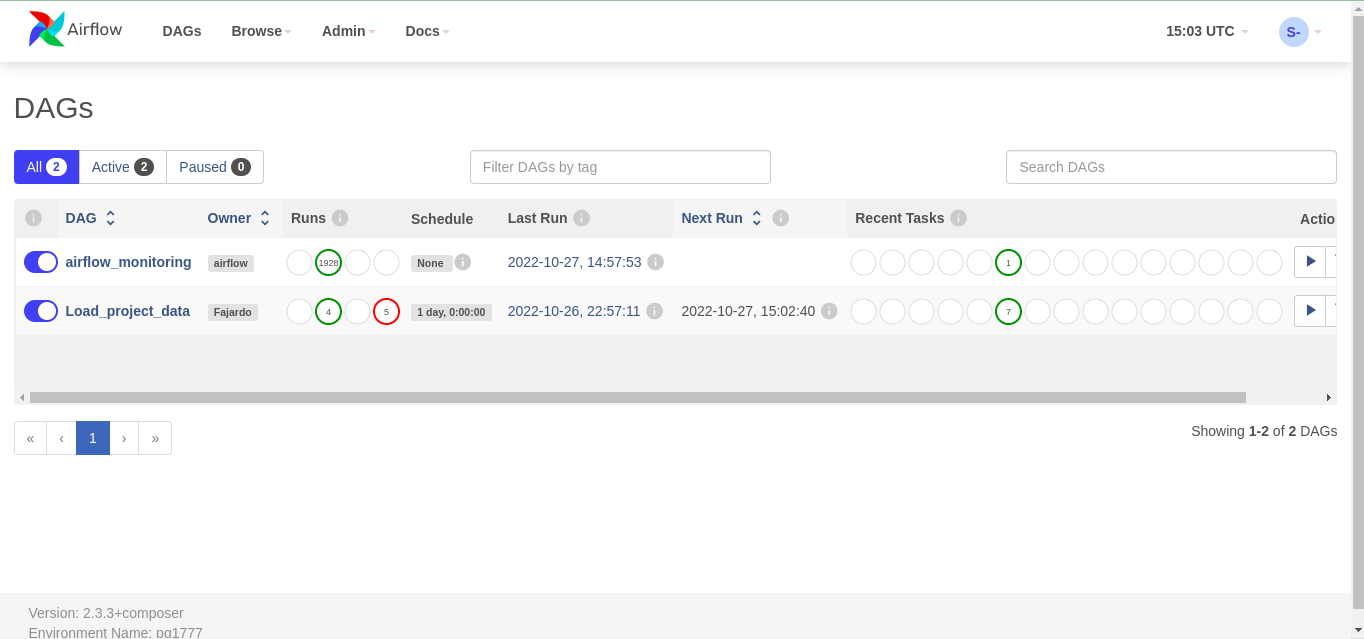 Airflow DAGs Browse Admin Docs 15:03 UTC S-
DAGs
All 2 Active 2 Paused 0 Filter DAGs by tag Search DAGs
DAG Owner Runs Schedule Last Run Next Run Recent Tasks Actio
airflow_monitoring airflow 1928 None 2022-10-27, 14:57:53 1
Load_project_data Fajardo 4 5 1 day, 0:00:00 2022-10-26, 22:57:11 2022-10-27, 15:02:40 7
« ‹ 1 › » Showing 1-2 of 2 DAGs
Version: 2.3.3+composer
Environment Name: pg1777